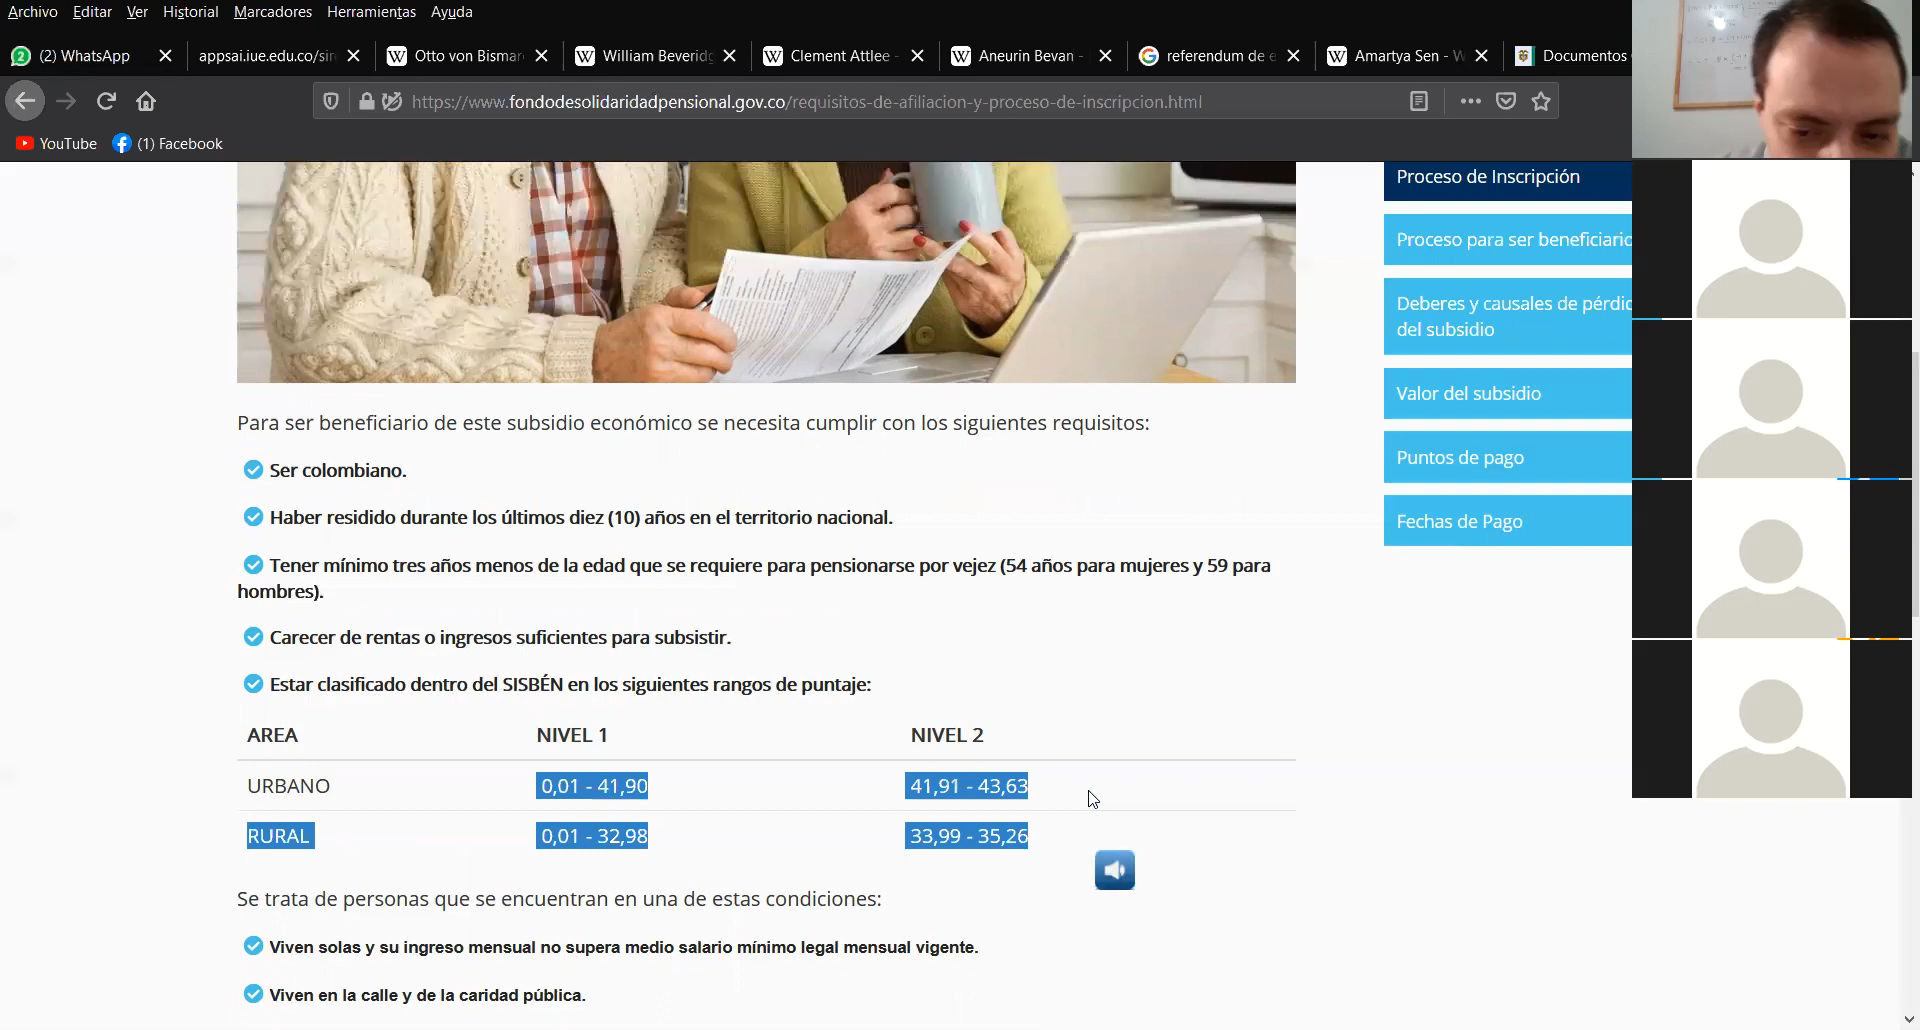 Archivo Editar Ver Historial Marcadores Herramientas Ayuda
(2) WhatsApp appsai.iue.edu.co/sir Otto von Bismar William Beveridg Clement Attlee - Aneurin Bevan - referendum de e Amartya Sen - W Documentos
https://www.fondodesolidaridadpensional.gov.co/requisitos-de-afiliacion-y-proceso-de-inscripcion.html
YouTube (1) Facebook
Proceso de Inscripción
Proceso para ser beneficiario
Deberes y causales de pérdid
del subsidio
Valor del subsidio
Puntos de pago
Fechas de Pago
Para ser beneficiario de este subsidio económico se necesita cumplir con los siguientes requisitos:
Ser colombiano.
Haber residido durante los últimos diez (10) años en el territorio nacional.
Tener mínimo tres años menos de la edad que se requiere para pensionarse por vejez (54 años para mujeres y 59 para
hombres).
Carecer de rentas o ingresos suficientes para subsistir.
Estar clasificado dentro del SISBÉN en los siguientes rangos de puntaje:
AREA NIVEL 1 NIVEL 2
URBANO 0,01 - 41,90 41,91 - 43,63
RURAL 0,01 - 32,98 33,99 - 35,26
Se trata de personas que se encuentran en una de estas condiciones:
Viven solas y su ingreso mensual no supera medio salario mínimo legal mensual vigente.
Viven en la calle y de la caridad pública.